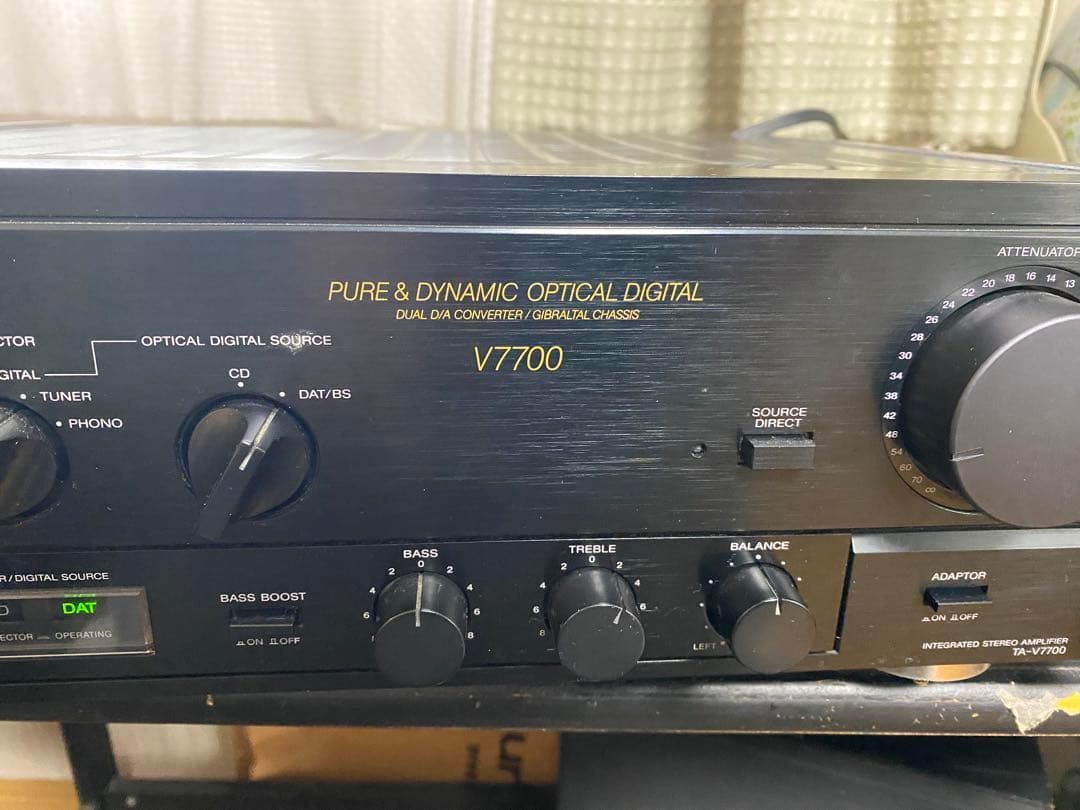 ATTENUATOR
22 20 18 16 14 13
24
26
28
30
34
38
42
48
54
60
70
∞
PURE & DYNAMIC OPTICAL DIGITAL
DUAL D/A CONVERTER / GIBRALTAL CHASSIS
V7700
CTOR
OPTICAL DIGITAL SOURCE
GITAL
TUNER
PHONO
CD
DAT/BS
SOURCE
DIRECT
R / DIGITAL SOURCE
D
DAT
ECTOR — OPERATING
BASS BOOST
ON OFF
BASS
2 0 2
4 4
6 6
8
TREBLE
2 0 2
4 4
6 6
8 8
BALANCE
LEFT
ADAPTOR
ON OFF
INTEGRATED STEREO AMPLIFIER
TA-V7700